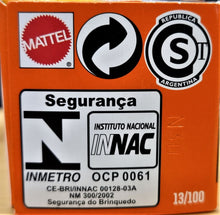 MATTEL
REPUBLICA
S T
ARGENTINA
Segurança
INMETRO
INSTITUTO NACIONAL
INNAC
OCP 0061
CE-BRI/INNAC 00128-03A
NM 300/2002
Segurança do Brinquedo
13/100